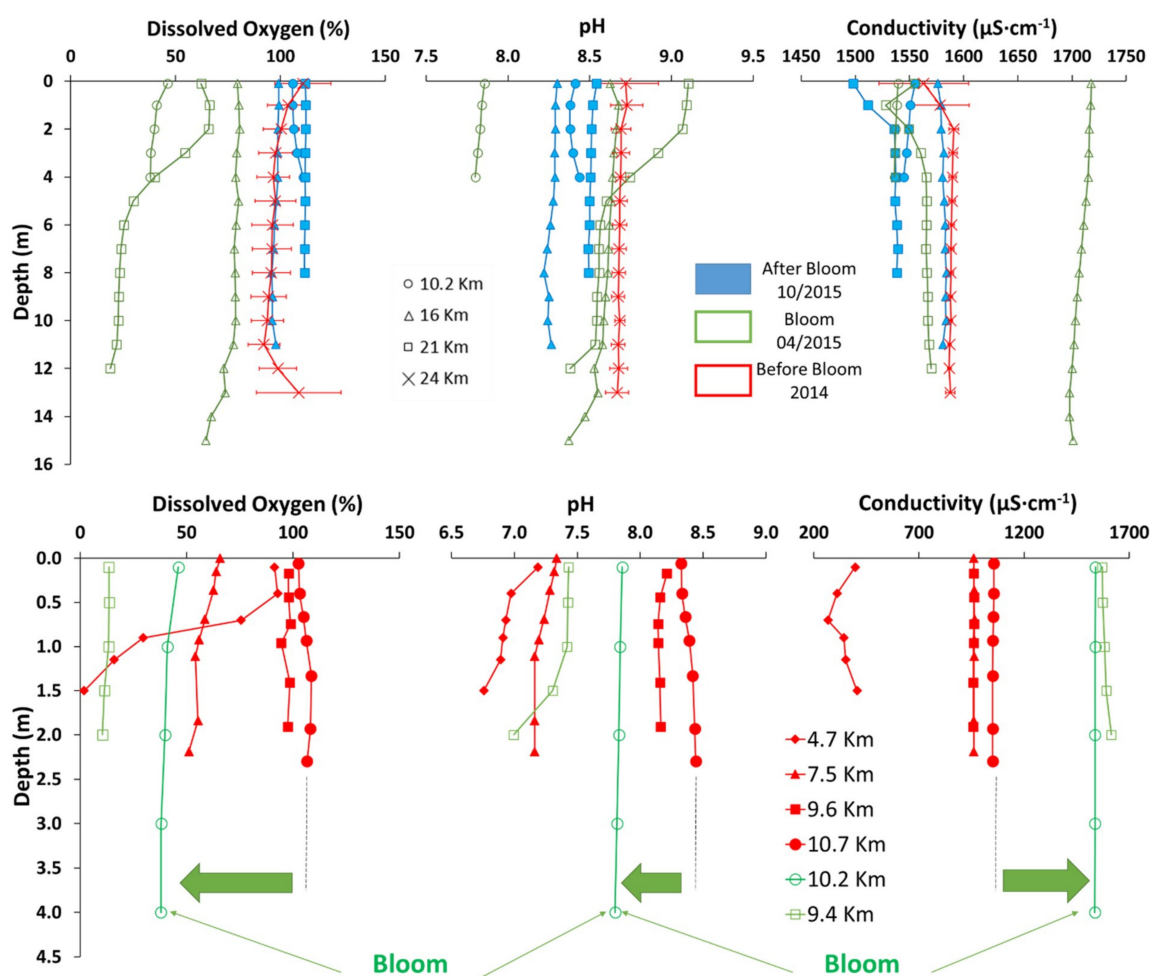 Dissolved Oxygen (%)
pH
Conductivity (µS·cm⁻¹)
0 50 100 150
7.5 8.0 8.5 9.0 9.5
1450 1500 1550 1600 1650 1700 1750
Depth (m)
0
2
4
6
8
10
12
14
16
10.2 Km
16 Km
21 Km
24 Km
After Bloom
10/2015
Bloom
04/2015
Before Bloom
2014
Dissolved Oxygen (%)
pH
Conductivity (µS·cm⁻¹)
0 50 100 150
6.5 7.0 7.5 8.0 8.5 9.0
200 700 1200 1700
Depth (m)
0.0
0.5
1.0
1.5
2.0
2.5
3.0
3.5
4.0
4.5
4.7 Km
7.5 Km
9.6 Km
10.7 Km
10.2 Km
9.4 Km
Bloom
Bloom